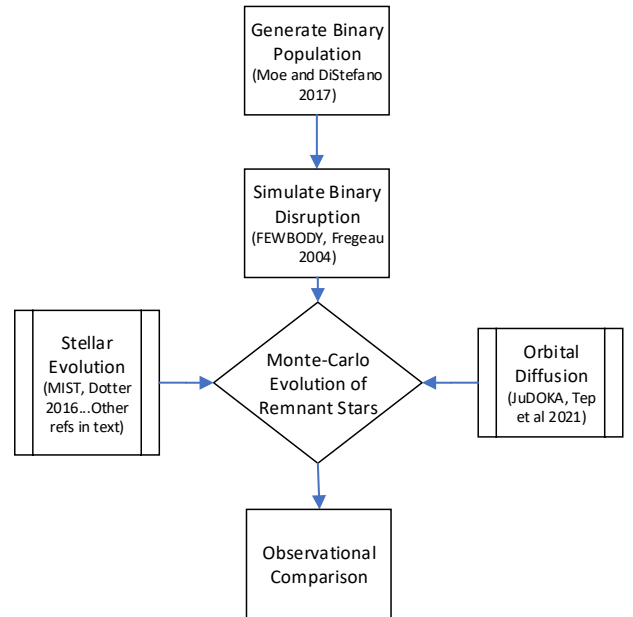 Generate Binary
Population
(Moe and DiStefano
2017)
Simulate Binary
Disruption
(FEWBODY, Fregeau
2004)
Stellar
Evolution
(MIST, Dotter
2016...Other
refs in text)
Monte-Carlo
Evolution of
Remnant Stars
Orbital
Diffusion
(JuDOKA, Tep
et al 2021)
Observational
Comparison